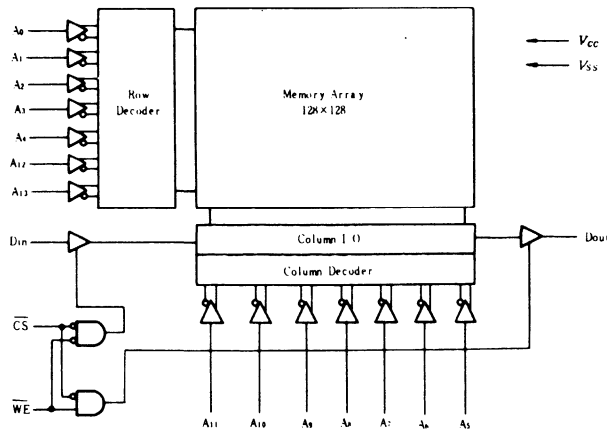 A0
A1
A2
A3
A4
A12
A13
Row
Decoder
Memory Array
128×128
VCC
VSS
Din
Column I/O
Column Decoder
Dout
CS
WE
A11
A10
A9
A8
A7
A6
A5